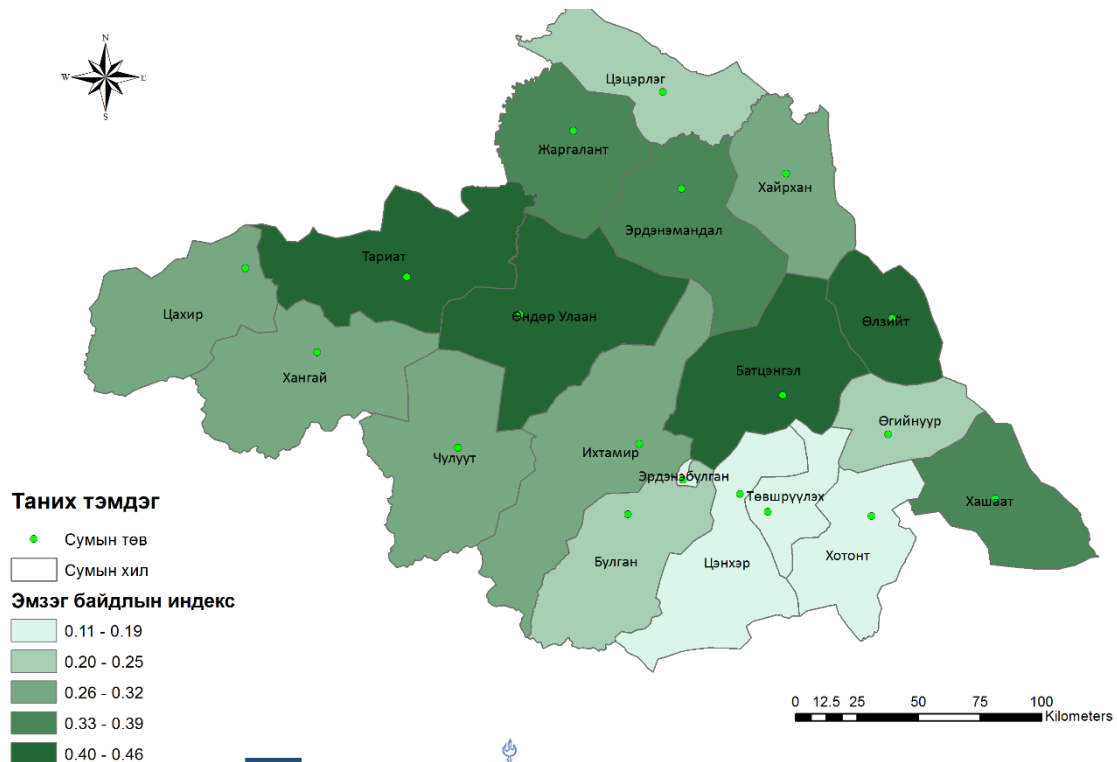 N
W
E
S
Цэцэрлэг
Жаргалант
Хайрхан
Эрдэнэмандал
Тариат
Цахир
Өндөр Улаан
Өлзийт
Батцэнгэл
Хангай
Өгийнуур
Ихтамир
Чулуут
Эрдэнэбулган
Төвшрүүлэх
Хашаат
Хотонт
Булган
Цэнхэр
Таних тэмдэг
Сумын төв
Сумын хил
Эмзэг байдлын индекс
0.11 - 0.19
0.20 - 0.25
0.26 - 0.32
0.33 - 0.39
0.40 - 0.46
0 12.5 25 50 75 100
Kilometers